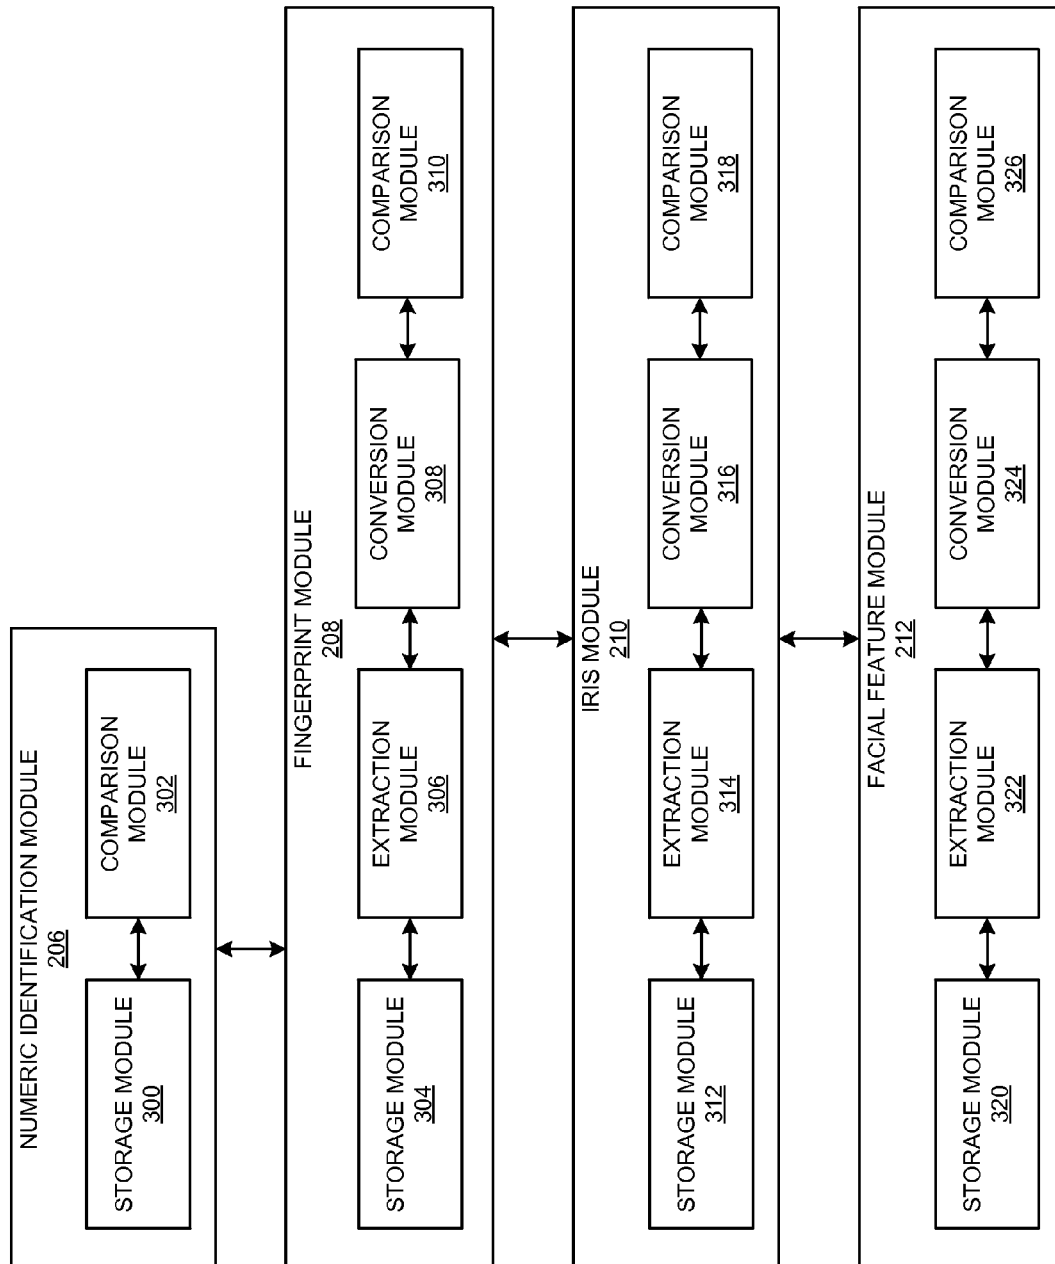 NUMERIC IDENTIFICATION MODULE
206
STORAGE MODULE
300
COMPARISON
MODULE
302
FINGERPRINT MODULE
208
STORAGE MODULE
304
EXTRACTION
MODULE
306
CONVERSION
MODULE
308
COMPARISON
MODULE
310
IRIS MODULE
210
STORAGE MODULE
312
EXTRACTION
MODULE
314
CONVERSION
MODULE
316
COMPARISON
MODULE
318
FACIAL FEATURE MODULE
212
STORAGE MODULE
320
EXTRACTION
MODULE
322
CONVERSION
MODULE
324
COMPARISON
MODULE
326